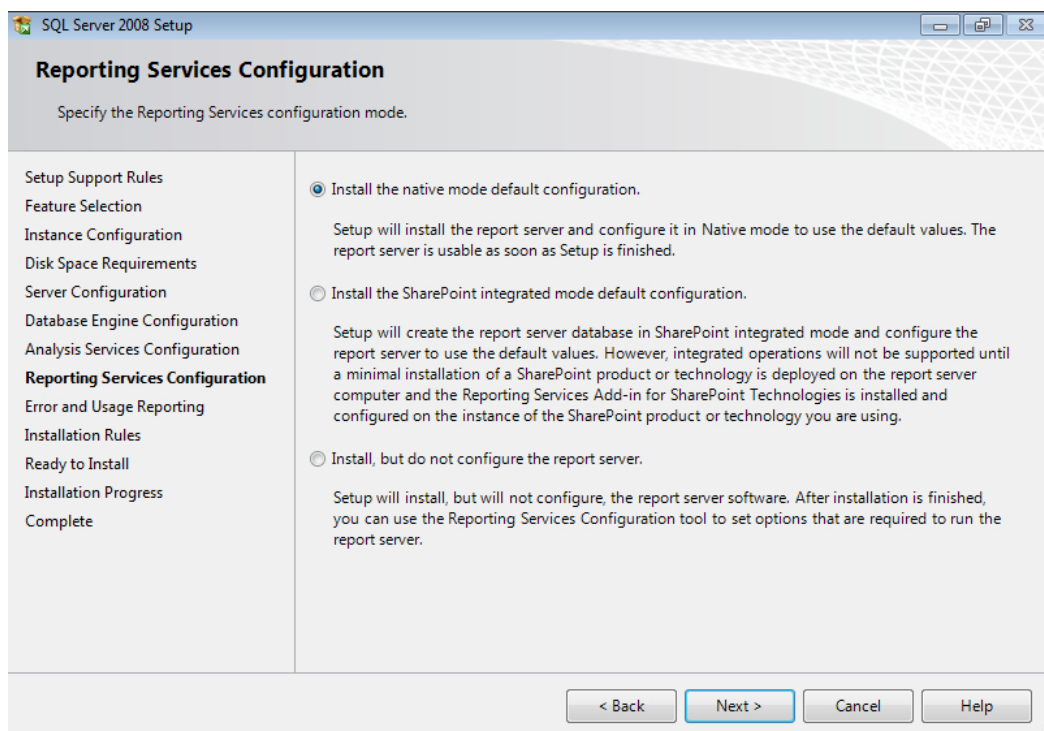 SQL Server 2008 Setup
Reporting Services Configuration
Specify the Reporting Services configuration mode.
Setup Support Rules
Feature Selection
Instance Configuration
Disk Space Requirements
Server Configuration
Database Engine Configuration
Analysis Services Configuration
Reporting Services Configuration
Error and Usage Reporting
Installation Rules
Ready to Install
Installation Progress
Complete
Install the native mode default configuration.
Setup will install the report server and configure it in Native mode to use the default values. The
report server is usable as soon as Setup is finished.
Install the SharePoint integrated mode default configuration.
Setup will create the report server database in SharePoint integrated mode and configure the
report server to use the default values. However, integrated operations will not be supported until
a minimal installation of a SharePoint product or technology is deployed on the report server
computer and the Reporting Services Add-in for SharePoint Technologies is installed and
configured on the instance of the SharePoint product or technology you are using.
Install, but do not configure the report server.
Setup will install, but will not configure, the report server software. After installation is finished,
you can use the Reporting Services Configuration tool to set options that are required to run the
report server.
< Back
Next >
Cancel
Help